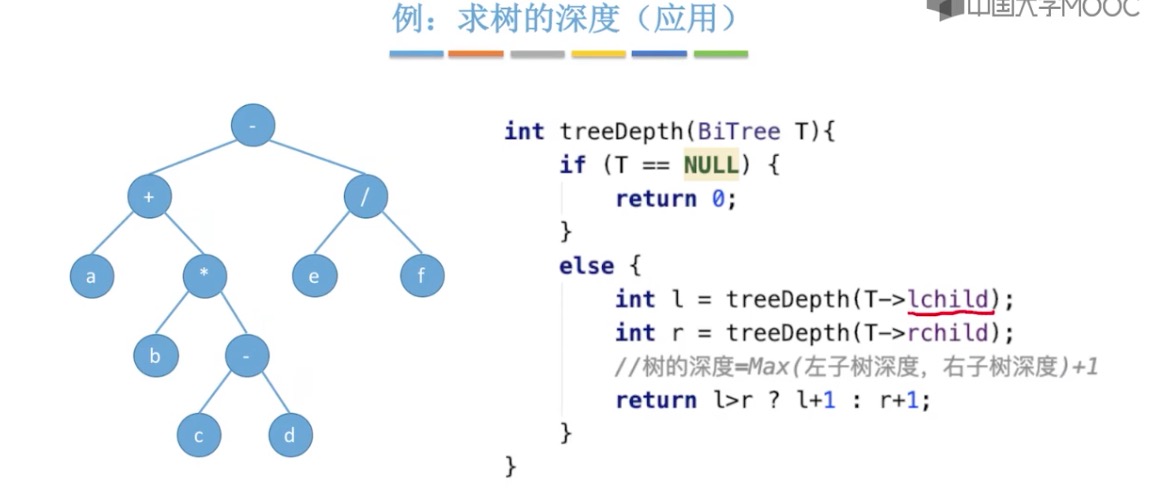 中国大学MOOC
例：求树的深度（应用）
-
+ /
a * e f
b -
c d
int treeDepth(BiTree T){
if (T == NULL) {
return 0;
}
else {
int l = treeDepth(T->lchild);
int r = treeDepth(T->rchild);
//树的深度=Max(左子树深度，右子树深度)+1
return l>r ? l+1 : r+1;
}
}